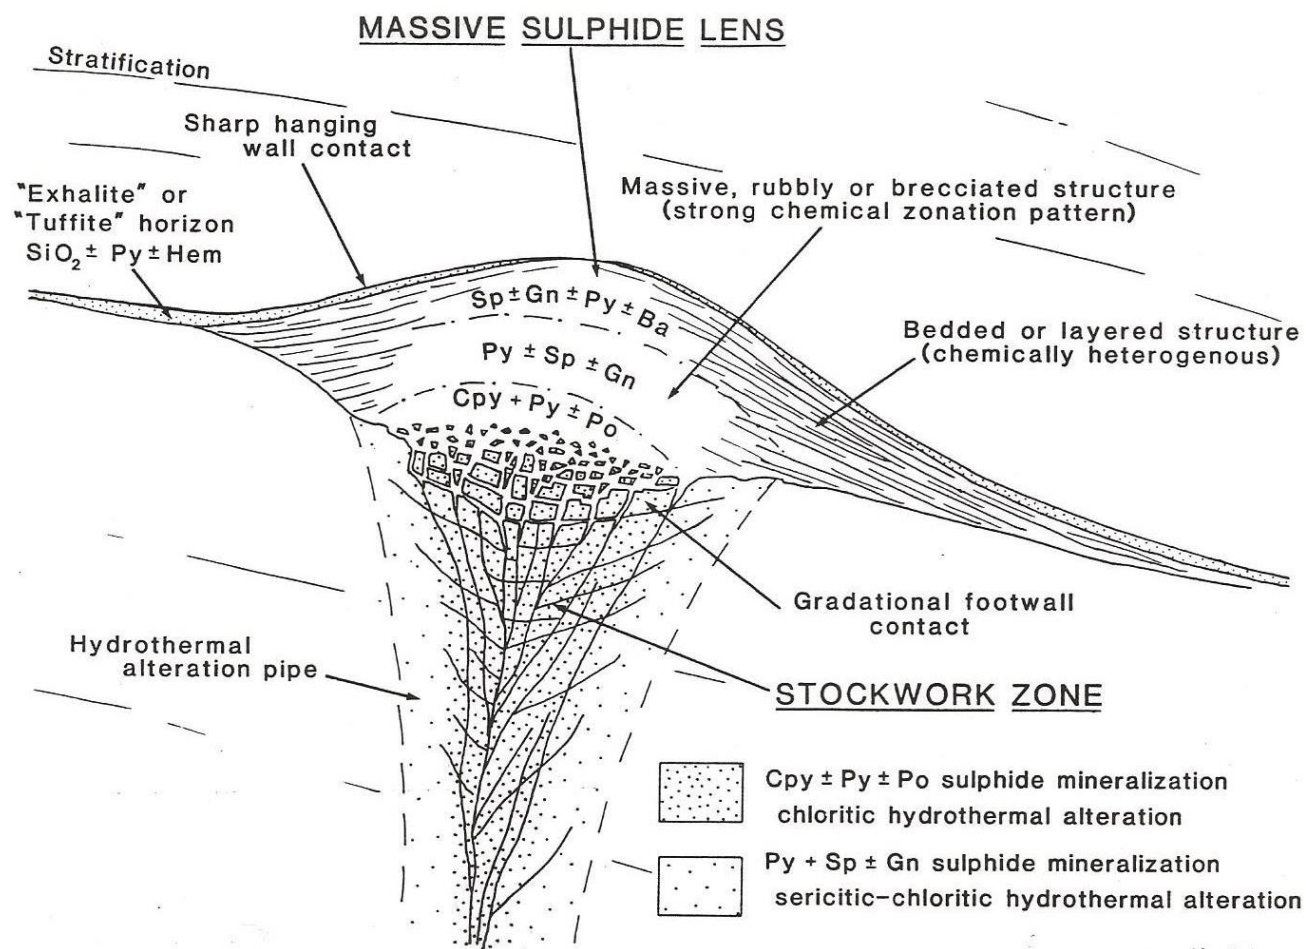 MASSIVE SULPHIDE LENS
Stratification
Sharp hanging
wall contact
"Exhalite" or
"Tuffite" horizon
SiO₂ ± Py ± Hem
Massive, rubbly or brecciated structure
(strong chemical zonation pattern)
Sp ± Gn ± Py ± Ba
Bedded or layered structure
(chemically heterogenous)
Py ± Sp ± Gn
Cpy + Py ± Po
Gradational footwall
contact
Hydrothermal
alteration pipe
STOCKWORK ZONE
Cpy ± Py ± Po sulphide mineralization
chloritic hydrothermal alteration
Py + Sp ± Gn sulphide mineralization
sericitic-chloritic hydrothermal alteration